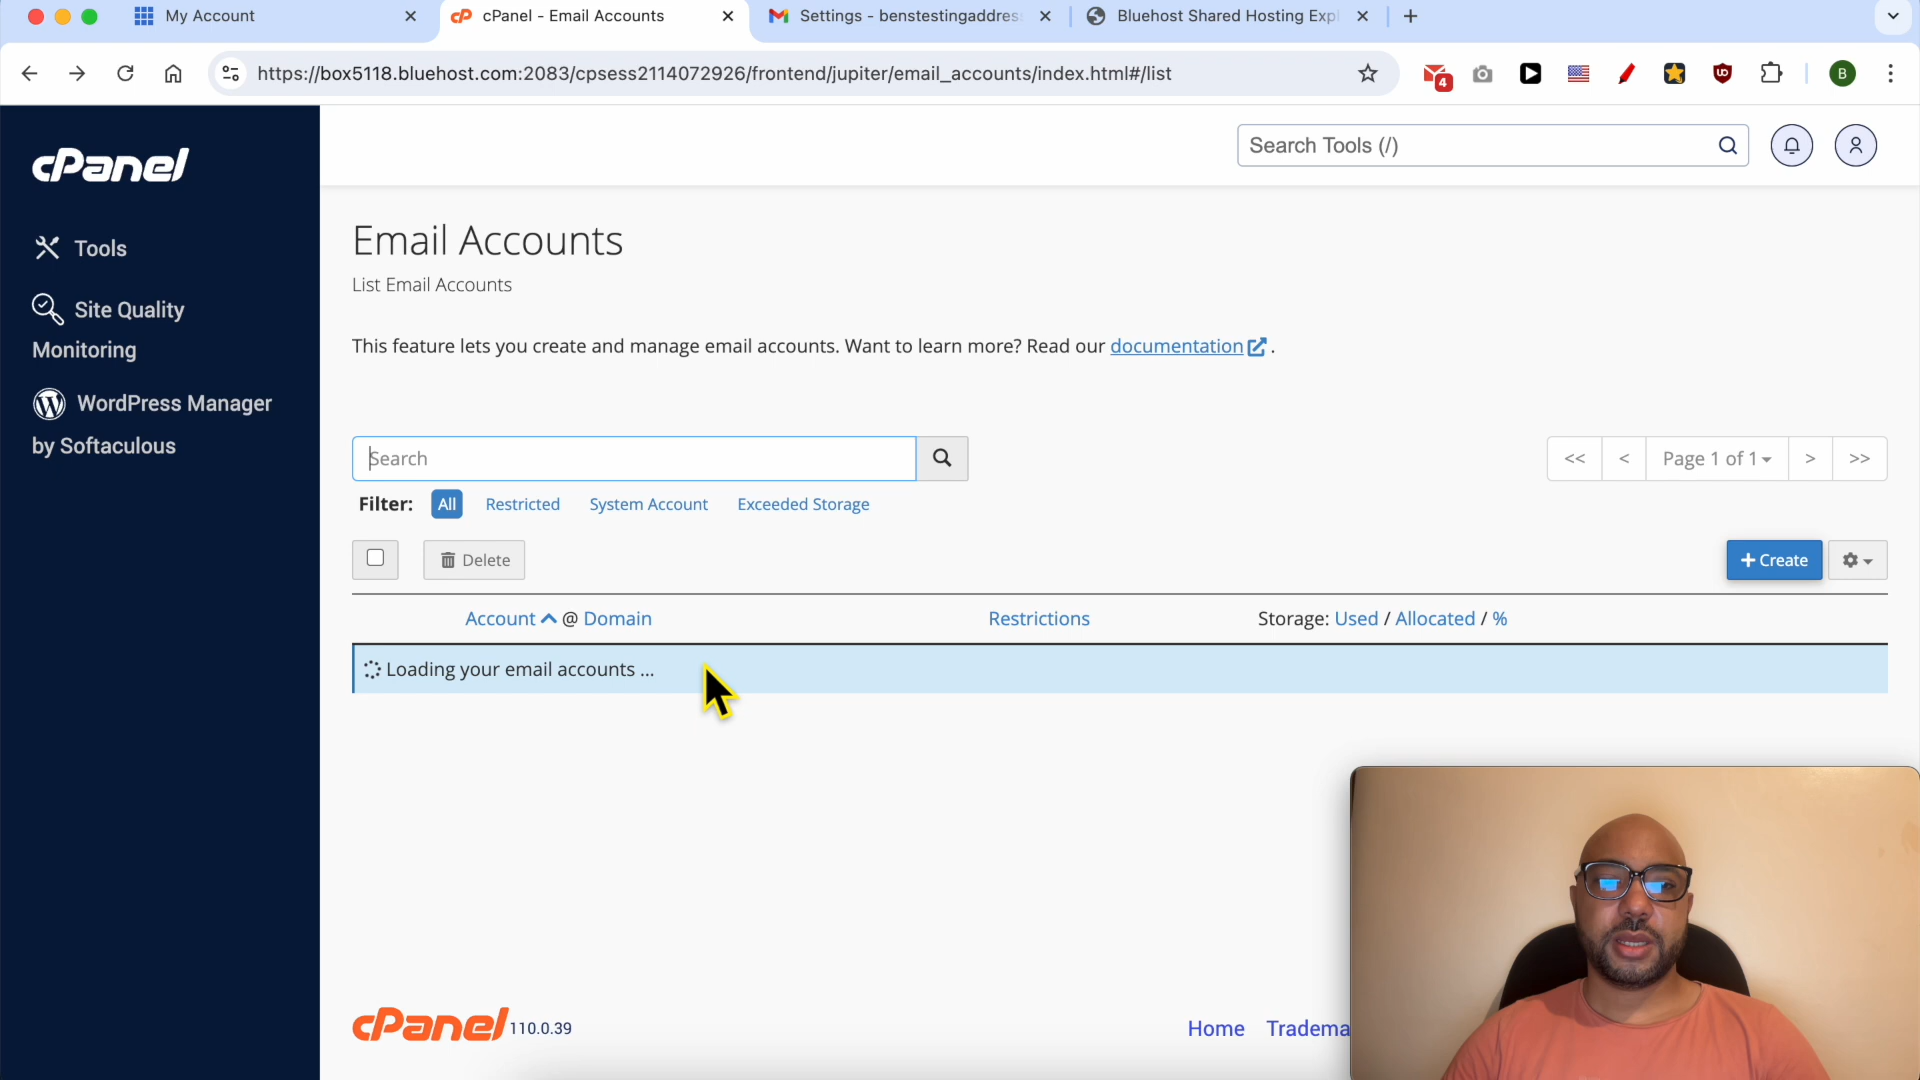 My Account
cPanel - Email Accounts
Settings - benstestingaddres
Bluehost Shared Hosting Expl
https://box5118.bluehost.com:2083/cpsess2114072926/frontend/jupiter/email_accounts/index.html#/list
4
B
cPanel
Search Tools (/)
Tools
Site Quality
Monitoring
WordPress Manager
by Softaculous
Email Accounts
List Email Accounts
This feature lets you create and manage email accounts. Want to learn more? Read our documentation .
Search
<< < Page 1 of 1 > >>
Filter: All Restricted System Account Exceeded Storage
Delete
+ Create
Account @ Domain Restrictions Storage: Used / Allocated / %
Loading your email accounts ...
cPanel 110.0.39
Home Tradema